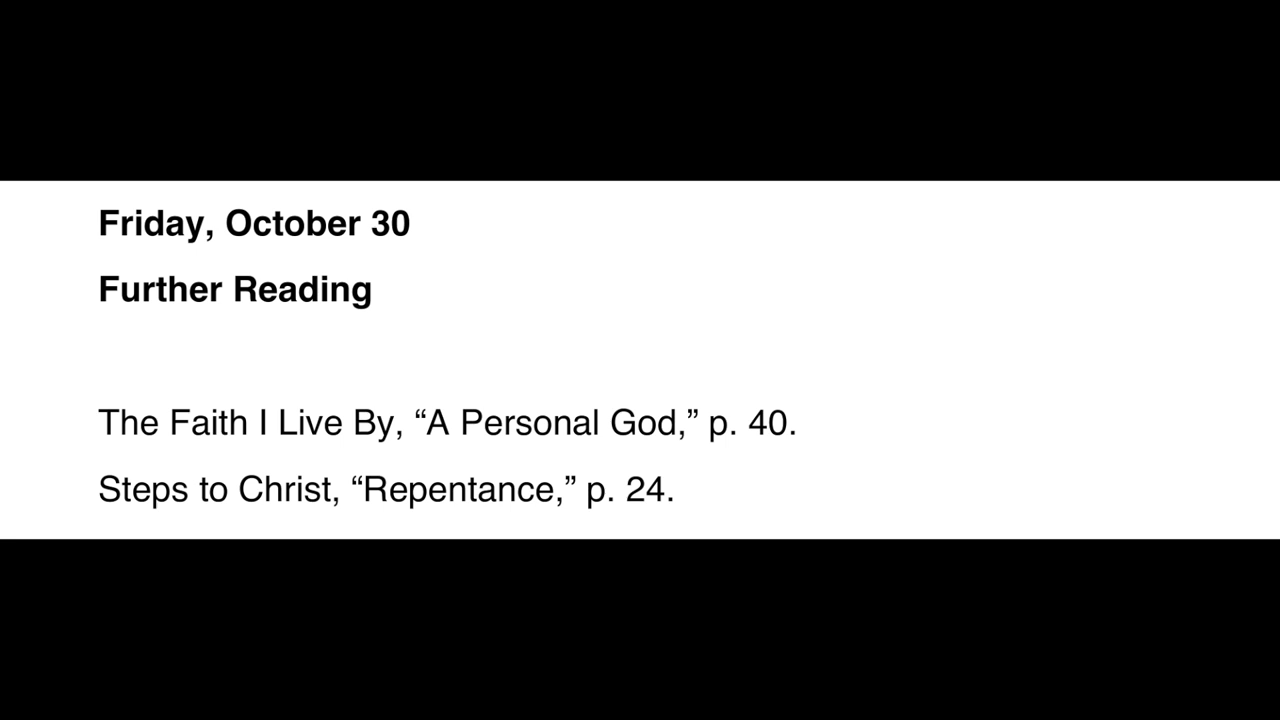 Friday, October 30
Further Reading
The Faith I Live By, “A Personal God,” p. 40.
Steps to Christ, “Repentance,” p. 24.